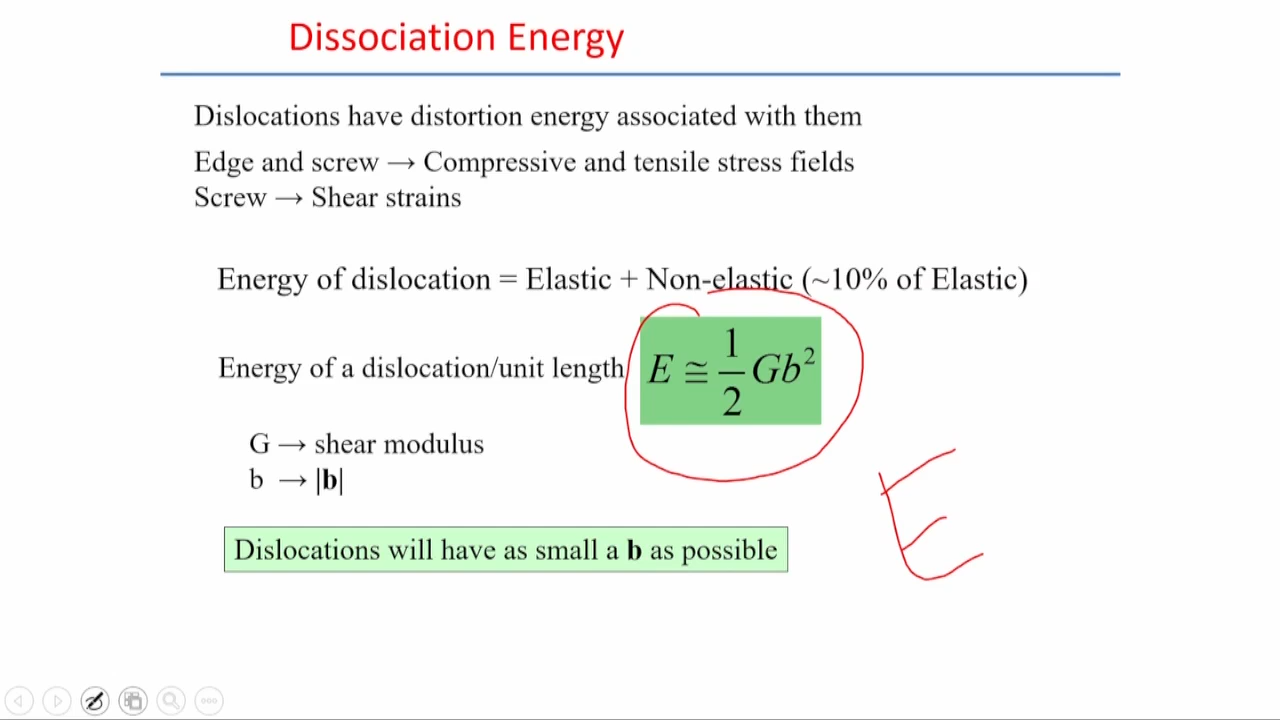 Dissociation Energy
Dislocations have distortion energy associated with them
Edge and screw → Compressive and tensile stress fields
Screw → Shear strains
Energy of dislocation = Elastic + Non-elastic (~10% of Elastic)
Energy of a dislocation/unit length E ≅ 1/2 Gb²
G → shear modulus
b → |b|
E
Dislocations will have as small a b as possible